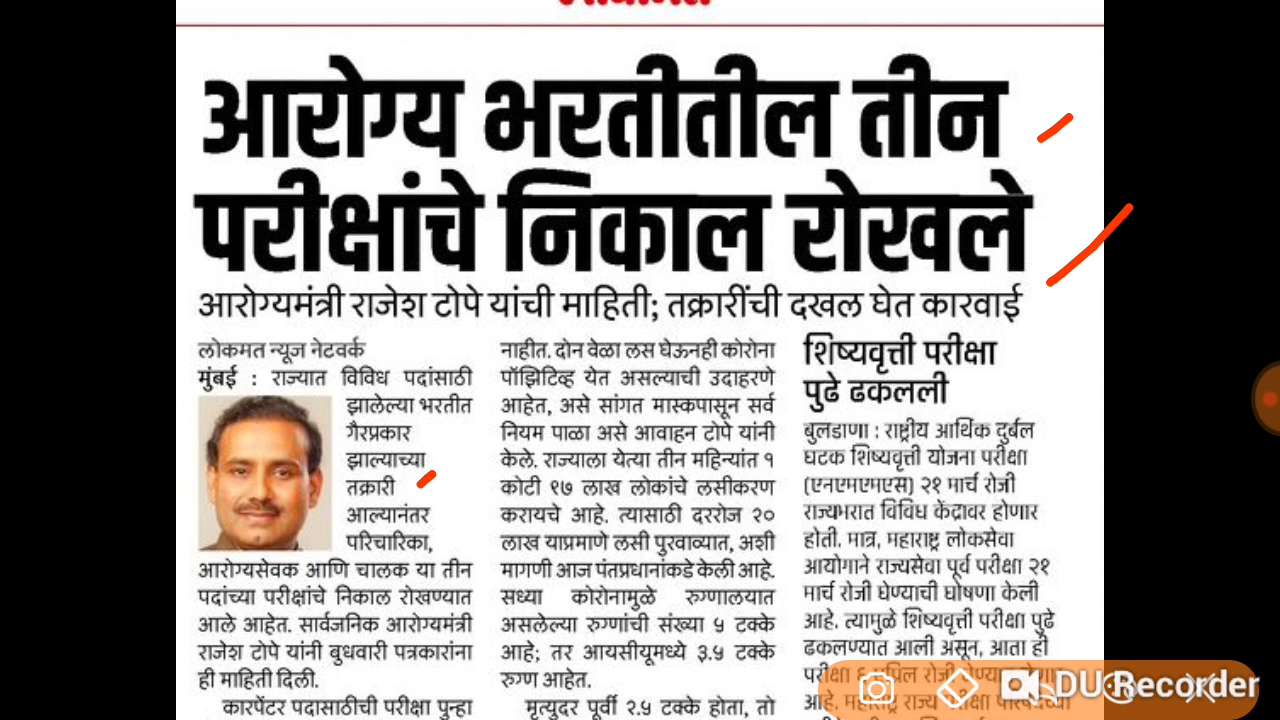 आरोग्य भरतीतील तीन
परीक्षांचे निकाल रोखले
आरोग्यमंत्री राजेश टोपे यांची माहिती; तक्रारींची दखल घेत कारवाई
लोकमत न्यूज नेटवर्क
मुंबई : राज्यात विविध पदांसाठी
झालेल्या भरतीत
गैरप्रकार
झाल्याच्या
तक्रारी
आल्यानंतर
परिचारिका,
आरोग्यसेवक आणि चालक या तीन
पदांच्या परीक्षांचे निकाल रोखण्यात
आले आहेत. सार्वजनिक आरोग्यमंत्री
राजेश टोपे यांनी बुधवारी पत्रकारांना
ही माहिती दिली.
कारपेंटर पदासाठीची परीक्षा पुन्हा
नाहीत. दोन वेळा लस घेऊनही कोरोना
पॉझिटिव्ह येत असल्याची उदाहरणे
आहेत, असे सांगत मास्कपासून सर्व
नियम पाळा असे आवाहन टोपे यांनी
केले. राज्याला येत्या तीन महिन्यांत १
कोटी १७ लाख लोकांचे लसीकरण
करायचे आहे. त्यासाठी दररोज २०
लाख याप्रमाणे लसी पुरवाव्यात, अशी
मागणी आज पंतप्रधानांकडे केली आहे.
सध्या कोरोनामुळे रुग्णालयात
असलेल्या रुग्णांची संख्या ५ टक्के
आहे; तर आयसीयूमध्ये ३.५ टक्के
रुग्ण आहेत.
मृत्युदर पूर्वी २.५ टक्के होता, तो
शिष्यवृत्ती परीक्षा
पुढे ढकलली
बुलडाणा : राष्ट्रीय आर्थिक दुर्बल
घटक शिष्यवृत्ती योजना परीक्षा
(एनएमएमएस) २१ मार्च रोजी
राज्यभरात विविध केंद्रावर होणार
होती. मात्र, महाराष्ट्र लोकसेवा
आयोगाने राज्यसेवा पूर्व परीक्षा २१
मार्च रोजी घेण्याची घोषणा केली
आहे. त्यामुळे शिष्यवृत्ती परीक्षा पुढे
ढकलण्यात आली असून, आता ही
परीक्षा ६ एप्रिल रोजी
आहे. महाराष्ट्र राज्य परीक्षा
DU Recorder